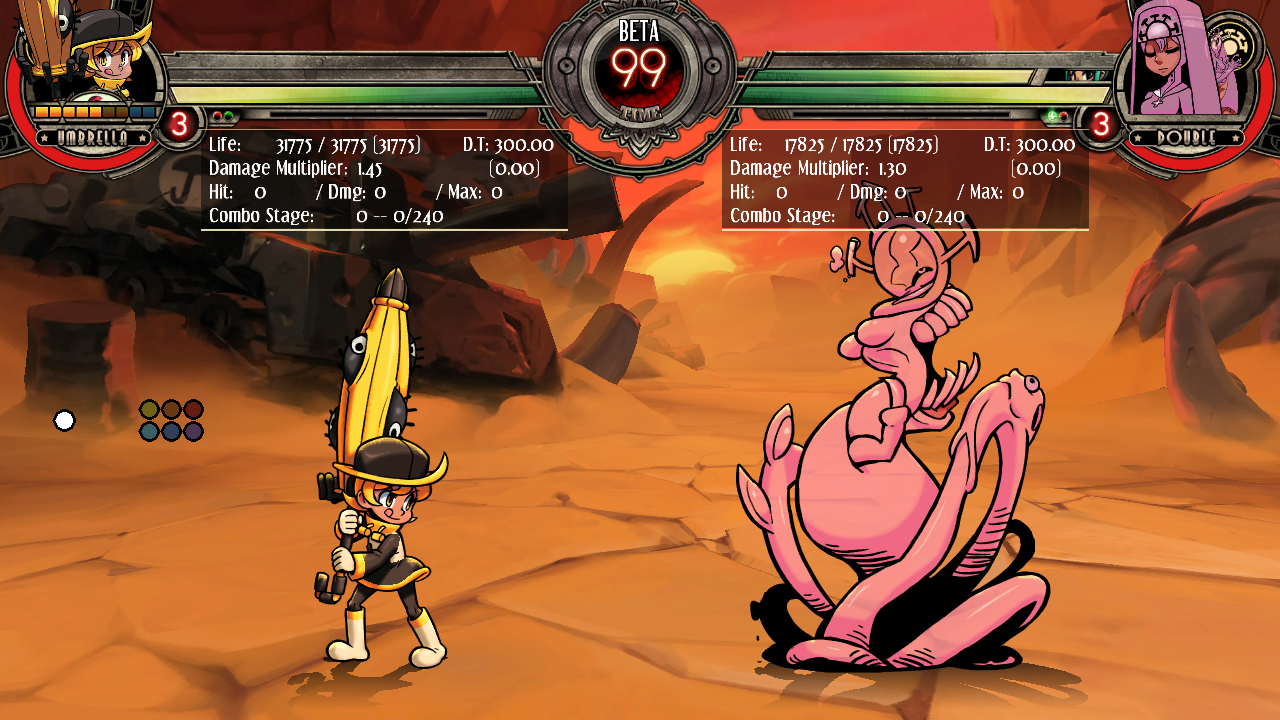 BETA
99
TIME
UMBRELLA
3
3
DOUBLE
Life: 31775 / 31775 (31775) D.T: 300.00
Damage Multiplier: 1.45 (0.00)
Hit: 0 / Dmg: 0 / Max: 0
Combo Stage: 0 -- 0/240
Life: 17825 / 17825 (17825) D.T: 300.00
Damage Multiplier: 1.30 (0.00)
Hit: 0 / Dmg: 0 / Max: 0
Combo Stage: 0 -- 0/240